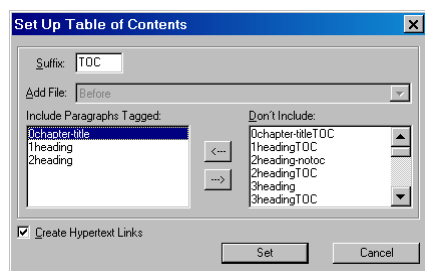 Set Up Table of Contents
Suffix: TOC
Add File: Before
Include Paragraphs Tagged:
0chapter-title
1heading
2heading
<---
--->
Don't Include:
0chapter-titleTOC
1headingTOC
2heading-notoc
2headingTOC
3heading
3headingTOC
Create Hypertext Links
Set
Cancel